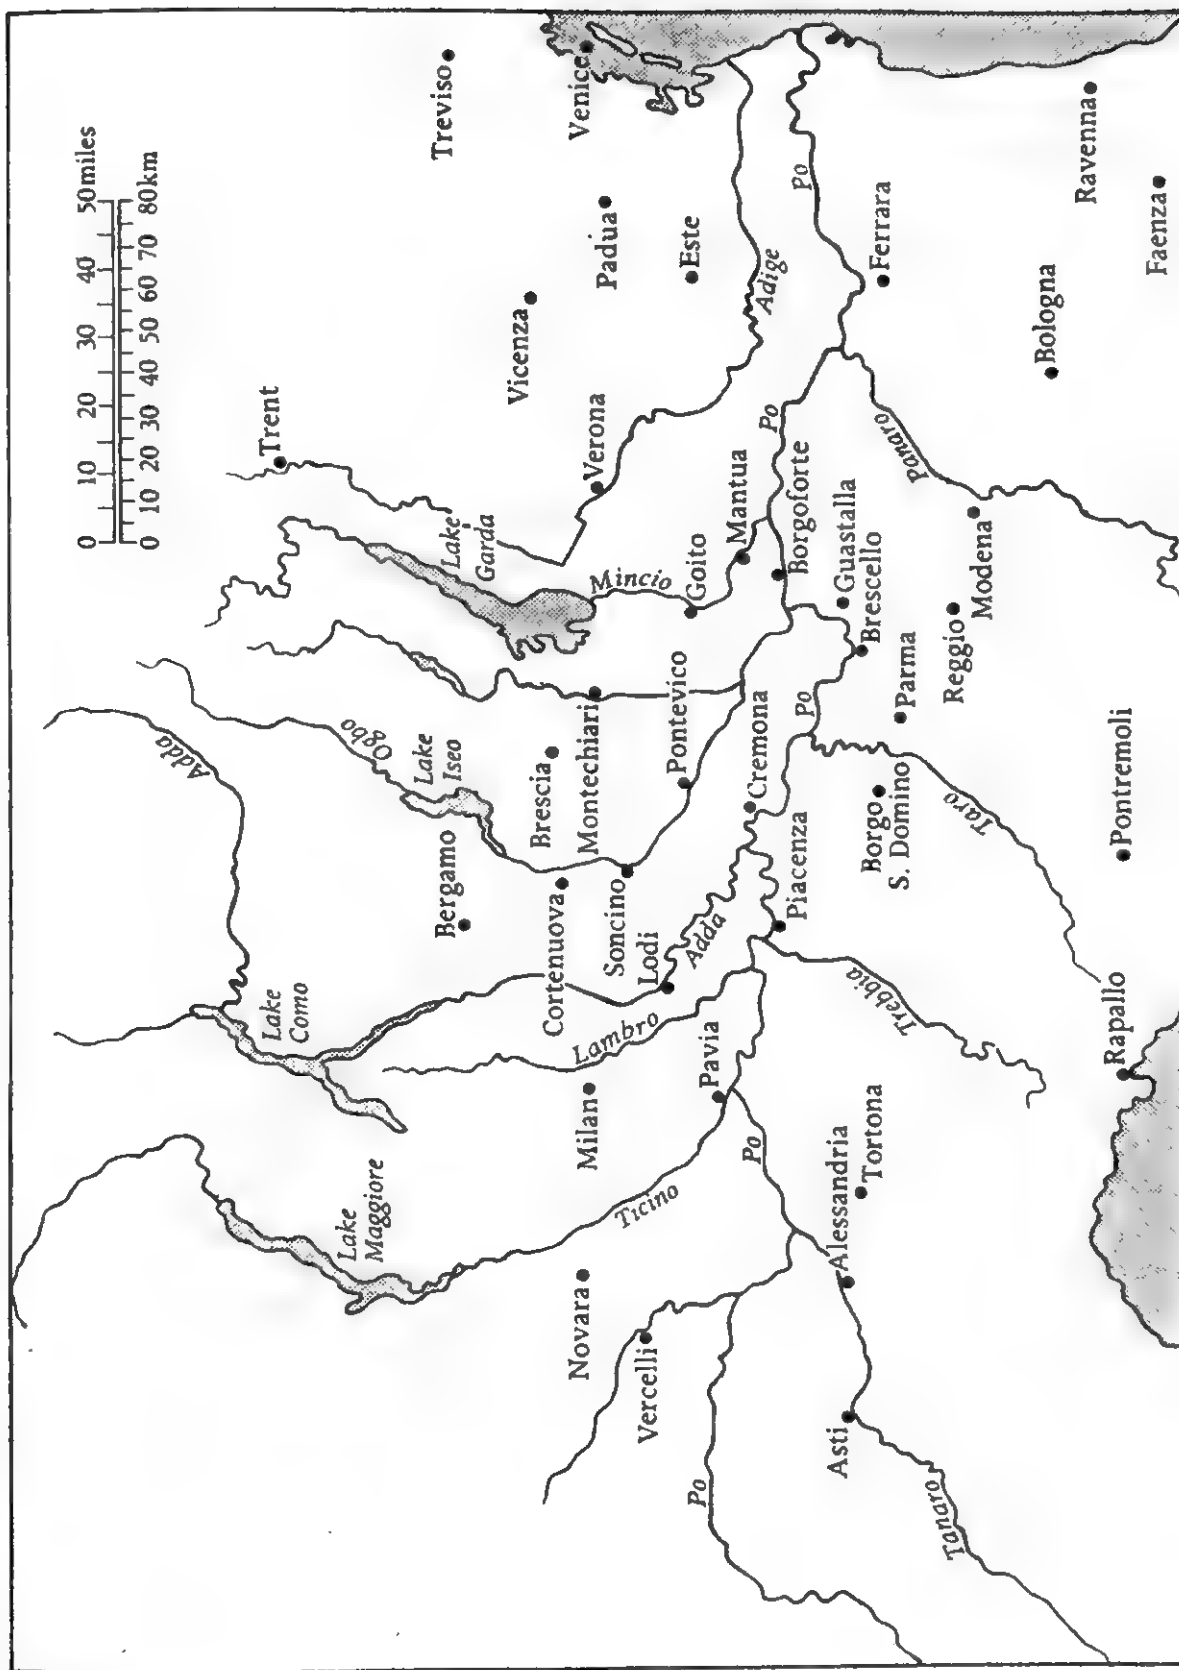 0 10 20 30 40 50 miles
0 10 20 30 40 50 60 70 80 km
Trent
Treviso
Adda
Ogbo
Lake
Garda
Lake
Como
Lake
Iseo
Lake
Maggiore
Bergamo
Vicenza
Venice
Brescia
Verona
Cortenuova
Montechiari
Padua
Milan
Novara
Mincio
Soncino
Lambro
Ticino
Vercelli
Lodi
Pontevico
Goito
Este
Adda
Pavia
Po
Cremona
Mantua
Adige
Po
Piacenza
Po
Borgoforte
Po
Po
Asti
Alessandria
Tortona
Guastalla
Brescello
Ferrara
Trebbia
Borgo
S. Domino
Parma
Panaro
Tanaro
Taro
Reggio
Modena
Bologna
Ravenna
Rapallo
Pontremoli
Faenza